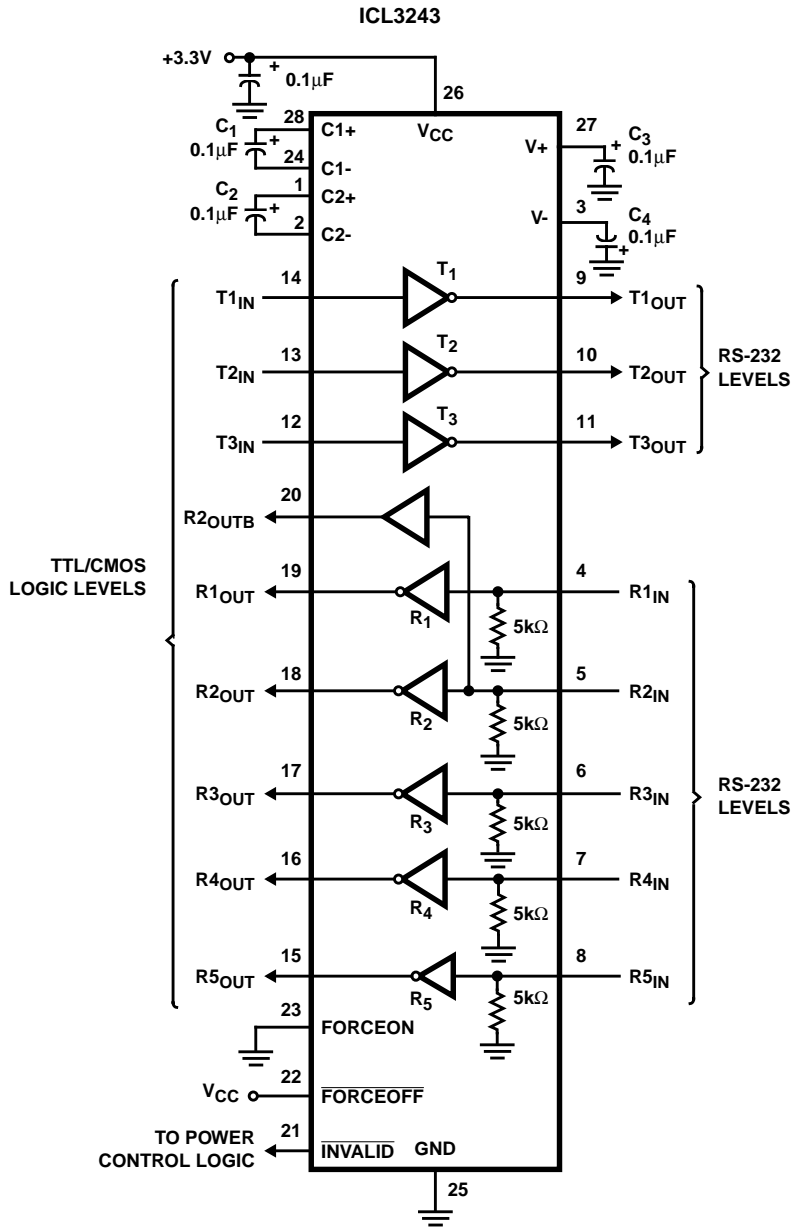 ICL3243
+3.3V
+
0.1µF
26
28
C1
0.1µF
+
C1+
VCC
27
V+
+
C3
0.1µF
24
C1-
1
C2
0.1µF
+
C2+
3
V-
C4
0.1µF
+
2
C2-
T1IN
14
T1
9
T1OUT
T2IN
13
T2
10
T2OUT
RS-232
LEVELS
T3IN
12
T3
11
T3OUT
R2OUTB
20
TTL/CMOS
LOGIC LEVELS
R1OUT
19
R1
5kΩ
4
R1IN
R2OUT
18
R2
5kΩ
5
R2IN
R3OUT
17
R3
5kΩ
6
R3IN
RS-232
LEVELS
R4OUT
16
R4
5kΩ
7
R4IN
R5OUT
15
R5
5kΩ
8
R5IN
23
FORCEON
VCC
22
FORCEOFF
TO POWER
CONTROL LOGIC
21
INVALID
GND
25